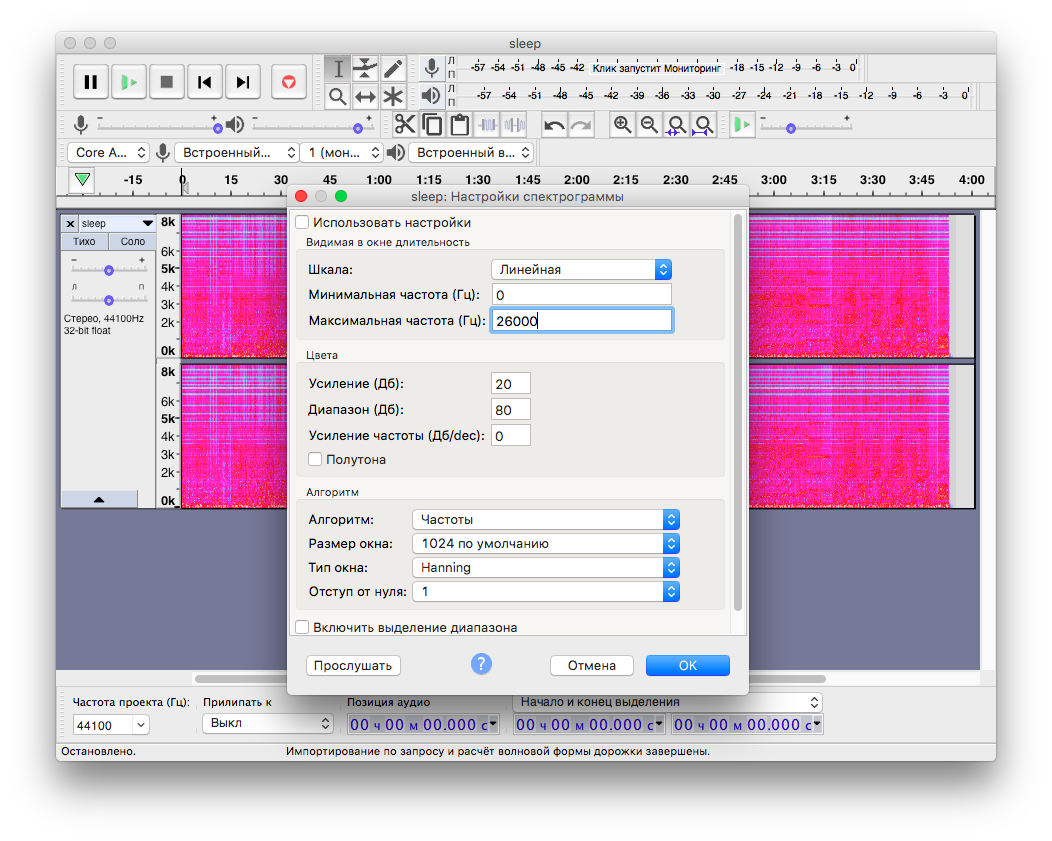 sleep
Л
П
-57 -54 -51 -48 -45 -42 Клик запустит Мониторинг -18 -15 -12 -9 -6 -3 0
Л
П
-57 -54 -51 -48 -45 -42 -39 -36 -33 -30 -27 -24 -21 -18 -15 -12 -9 -6 -3 0
- +
- +
- +
Core A...
Встроенный...
1 (мон...
Встроенный в...
-15 0 15 30 45 1:00 1:15 1:30 1:45 2:00 2:15 2:30 2:45 3:00 3:15 3:30 3:45 4:00
sleep: Настройки спектрограммы
sleep
Тихо Соло
- +
Л П
Стерео, 44100Hz
32-bit float
8k
6k
5k
4k
3k
2k
0k
8k
6k
5k
4k
3k
2k
0k
Использовать настройки
Видимая в окне длительность
Шкала: Линейная
Минимальная частота (Гц): 0
Максимальная частота (Гц): 26000
Цвета
Усиление (Дб): 20
Диапазон (Дб): 80
Усиление частоты (Дб/dec): 0
Полутона
Алгоритм
Алгоритм: Частоты
Размер окна: 1024 по умолчанию
Тип окна: Hanning
Отступ от нуля: 1
Включить выделение диапазона
Прослушать
?
Отмена
OK
Частота проекта (Гц): Прилипать к Позиция аудио Начало и конец выделения
44100 Выкл 00 ч 00 м 00.000 с 00 ч 00 м 00.000 с 00 ч 00 м 00.000 с
Остановлено. Импортирование по запросу и расчёт волновой формы дорожки завершены.